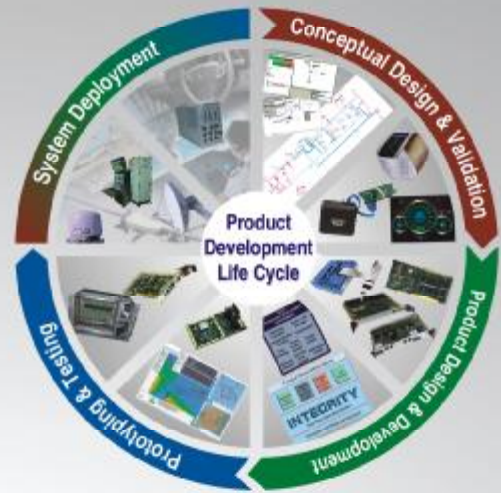 Product
Development
Life Cycle
Conceptual Design & Validation
Product Design & Development
Prototyping & Testing
System Deployment
INTEGRITY